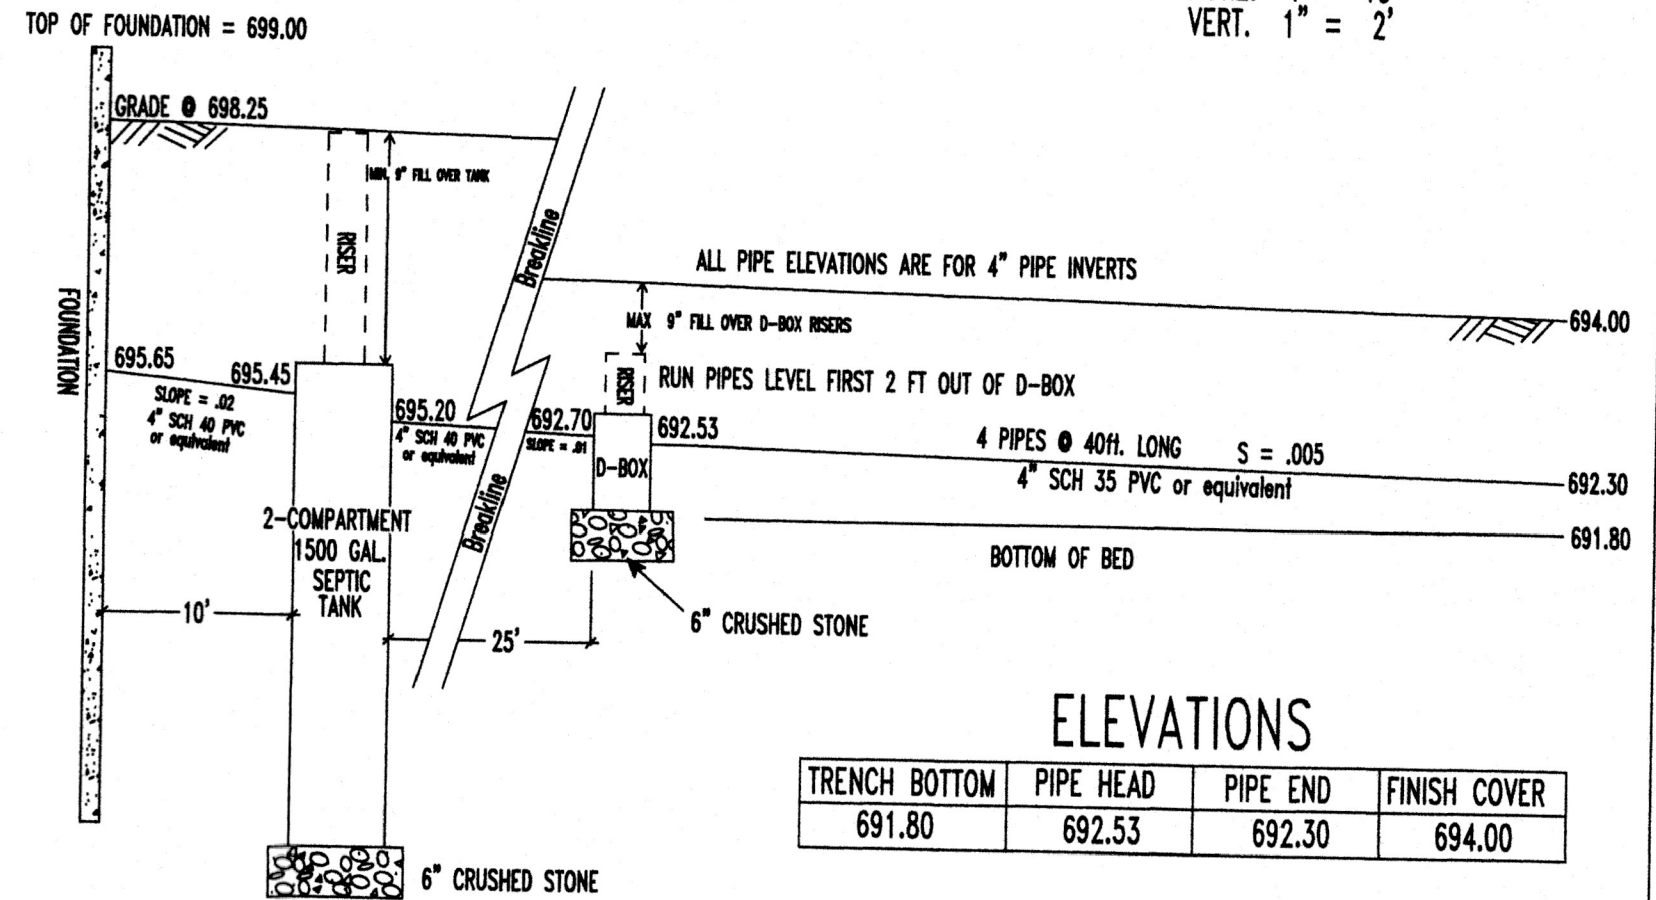 VERT. 1" = 2'
TOP OF FOUNDATION = 699.00
GRADE @ 698.25
MIN. 9" FILL OVER TANK
RISER
Breakline
ALL PIPE ELEVATIONS ARE FOR 4" PIPE INVERTS
694.00
MAX 9" FILL OVER D-BOX RISERS
FOUNDATION
695.65
695.45
SLOPE = .02
4" SCH 40 PVC
or equivalent
RISER
RUN PIPES LEVEL FIRST 2 FT OUT OF D-BOX
695.20
4" SCH 40 PVC
or equivalent
692.70
SLOPE = .01
692.53
4 PIPES @ 40ft. LONG S = .005
4" SCH 35 PVC or equivalent
692.30
D-BOX
Breakline
2-COMPARTMENT
1500 GAL.
SEPTIC
TANK
691.80
BOTTOM OF BED
10'
25'
6" CRUSHED STONE
ELEVATIONS
TRENCH BOTTOM PIPE HEAD PIPE END FINISH COVER
691.80 692.53 692.30 694.00
6" CRUSHED STONE